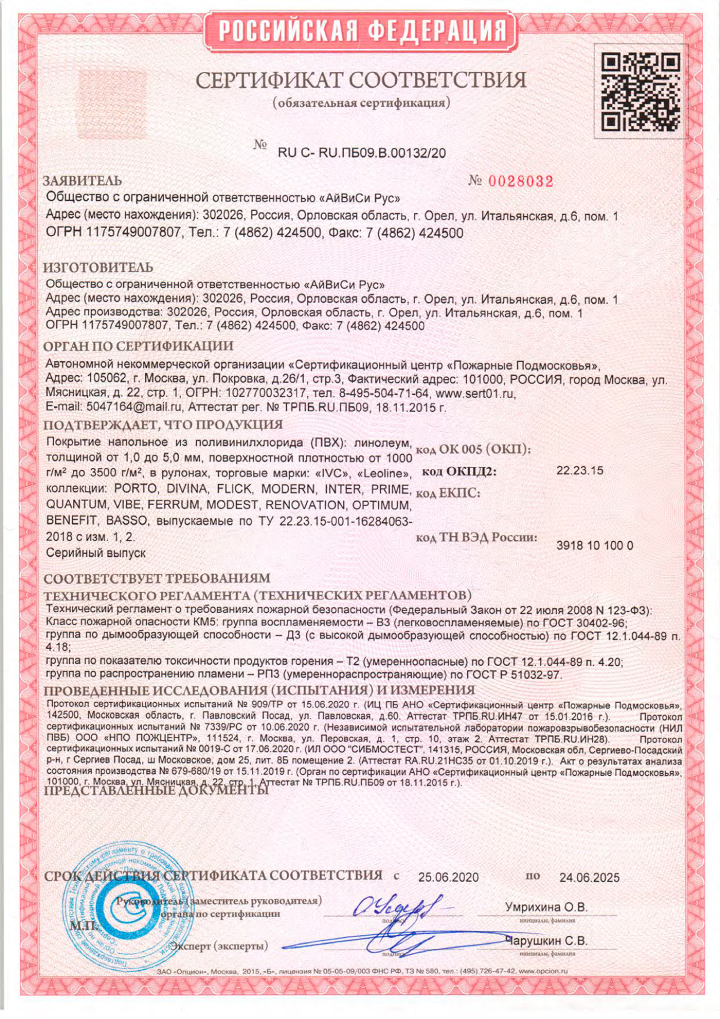 РОССИЙСКАЯ ФЕДЕРАЦИЯ
СЕРТИФИКАТ СООТВЕТСТВИЯ
(обязательная сертификация)
№ RU C- RU.ПБ09.В.00132/20
ЗАЯВИТЕЛЬ № 0028032
Общество с ограниченной ответственностью «АйВиСи Рус»
Адрес (место нахождения): 302026, Россия, Орловская область, г. Орел, ул. Итальянская, д.6, пом. 1
ОГРН 1175749007807, Тел.: 7 (4862) 424500, Факс: 7 (4862) 424500
ИЗГОТОВИТЕЛЬ
Общество с ограниченной ответственностью «АйВиСи Рус»
Адрес (место нахождения): 302026, Россия, Орловская область, г. Орел, ул. Итальянская, д.6, пом. 1
Адрес производства: 302026, Россия, Орловская область, г. Орел, ул. Итальянская, д.6, пом. 1
ОГРН 1175749007807, Тел.: 7 (4862) 424500, Факс: 7 (4862) 424500
ОРГАН ПО СЕРТИФИКАЦИИ
Автономной некоммерческой организации «Сертификационный центр «Пожарные Подмосковья»,
Адрес: 105062, г. Москва, ул. Покровка, д.26/1, стр.3, Фактический адрес: 101000, РОССИЯ, город Москва, ул.
Мясницкая, д. 22, стр. 1, ОГРН: 102770032317, тел. 8-495-504-71-64, www.sert01.ru,
E-mail: 5047164@mail.ru, Аттестат рег. № ТРПБ.RU.ПБ09, 18.11.2015 г.
ПОДТВЕРЖДАЕТ, ЧТО ПРОДУКЦИЯ
Покрытие напольное из поливинилхлорида (ПВХ): линолеум,
толщиной от 1,0 до 5,0 мм, поверхностной плотностью от 1000
г/м² до 3500 г/м², в рулонах, торговые марки: «IVC», «Leoline»,
коллекции: PORTO, DIVINA, FLICK, MODERN, INTER, PRIME,
QUANTUM, VIBE, FERRUM, MODEST, RENOVATION, OPTIMUM,
BENEFIT, BASSO, выпускаемые по ТУ 22.23.15-001-16284063-
2018 с изм. 1, 2.
Серийный выпуск
код ОК 005 (ОКП):
код ОКПД2: 22.23.15
код ЕКПС:
код ТН ВЭД России: 3918 10 100 0
СООТВЕТСТВУЕТ ТРЕБОВАНИЯМ
ТЕХНИЧЕСКОГО РЕГЛАМЕНТА (ТЕХНИЧЕСКИХ РЕГЛАМЕНТОВ)
Технический регламент о требованиях пожарной безопасности (Федеральный Закон от 22 июля 2008 N 123-ФЗ):
Класс пожарной опасности КМ5: группа воспламеняемости – В3 (легковоспламеняемые) по ГОСТ 30402-96;
группа по дымообразующей способности – Д3 (с высокой дымообразующей способностью) по ГОСТ 12.1.044-89 п.
4.18;
группа по показателю токсичности продуктов горения – Т2 (умеренноопасные) по ГОСТ 12.1.044-89 п. 4.20;
группа по распространению пламени – РП3 (умереннораспространяющие) по ГОСТ Р 51032-97.
ПРОВЕДЕННЫЕ ИССЛЕДОВАНИЯ (ИСПЫТАНИЯ) И ИЗМЕРЕНИЯ
Протокол сертификационных испытаний № 909/ТР от 15.06.2020 г. (ИЦ ПБ АНО «Сертификационный центр «Пожарные Подмосковья»,
142500, Московская область, г. Павловский Посад, ул. Павловская, д.60. Аттестат ТРПБ.RU.ИН47 от 15.01.2016 г.). Протокол
сертификационных испытаний № 7339/РС от 10.06.2020 г. (Независимой испытательной лаборатории пожаровзрывобезопасности (НИЛ
ПВБ) ООО «НПО ПОЖЦЕНТР», 111524, г. Москва, ул. Перовская, д. 1, стр. 10, этаж 2. Аттестат ТРПБ.RU.ИН28). Протокол
сертификационных испытаний № 0019-С от 17.06.2020 г. (ИЛ ООО "СИБМОСТЕСТ", 141315, РОССИЯ, Московская обл, Сергиево-Посадский
р-н, г Сергиев Посад, ш Московское, дом 25, лит. 8Б помещение 2. (Аттестат RA.RU.21НС35 от 01.10.2019 г.). Акт о результатах анализа
состояния производства № 679-680/19 от 15.11.2019 г. (Орган по сертификации АНО «Сертификационный центр «Пожарные Подмосковья»,
101000, г. Москва, ул. Мясницкая, д. 22, стр. 1, Аттестат № ТРПБ.RU.ПБ09 от 18.11.2015 г.).
ПРЕДСТАВЛЕННЫЕ ДОКУМЕНТЫ
СРОК ДЕЙСТВИЯ СЕРТИФИКАТА СООТВЕТСТВИЯ с 25.06.2020 по 24.06.2025
Руководитель (заместитель руководителя)
органа по сертификации
подпись
Умрихина О.В.
инициалы, фамилия
М.П.
Эксперт (эксперты)
подпись
Чарушкин С.В.
инициалы, фамилия
ЗАО «Опцион», Москва, 2015, «Б», лицензия № 05-05-09/003 ФНС РФ, ТЗ № 580, тел.: (495) 726-47-42, www.opcion.ru